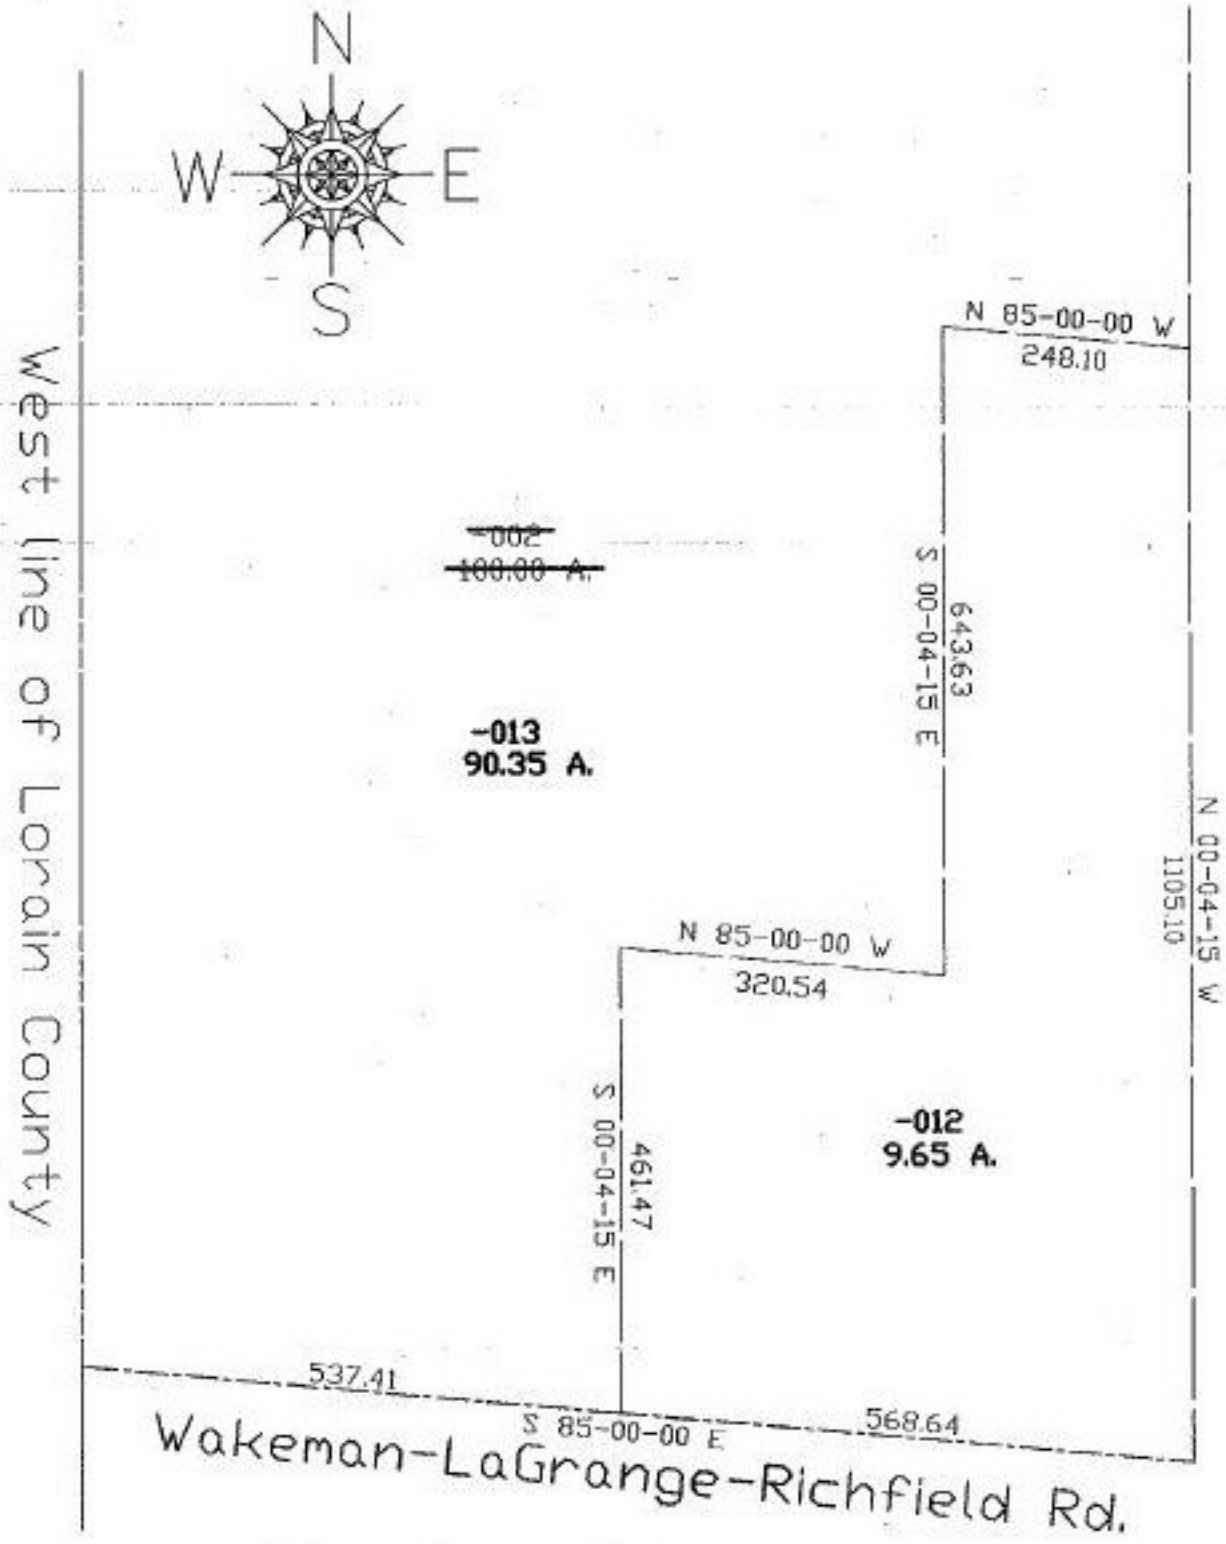 N
W E
S
West line of Lorain County
N 85-00-00 W
248.10
-002
100.00 A.
643.63
S 00-04-15 E
-013
90.35 A.
N 00-04-15 W
1105.10
N 85-00-00 W
320.54
-012
9.65 A.
461.47
S 00-04-15 E
537.41
S 85-00-00 E
568.64
Wakeman-LaGrange-Richfield Rd.